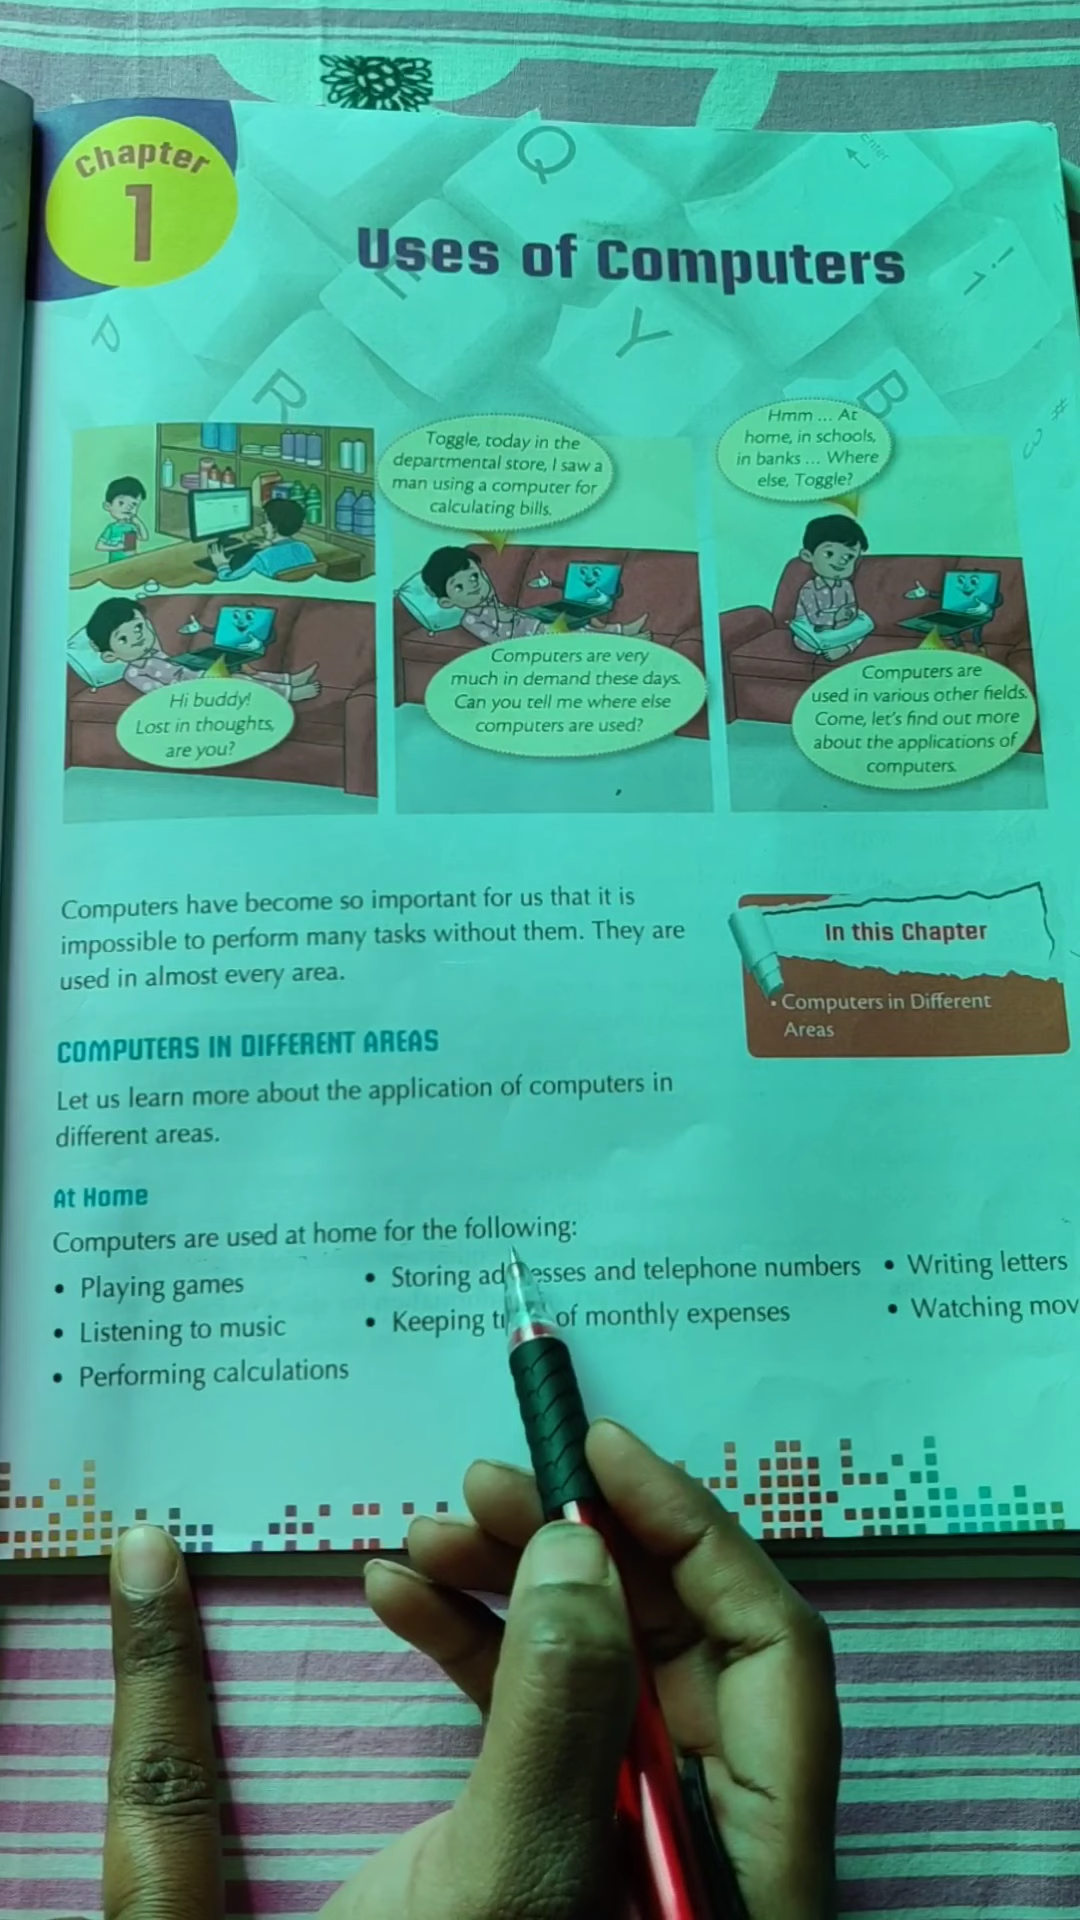 Chapter
1
Uses of Computers
Q
Enter
P
R
Y
B
Hi buddy!
Lost in thoughts,
are you?
Toggle, today in the
departmental store, I saw a
man using a computer for
calculating bills.
Computers are very
much in demand these days.
Can you tell me where else
computers are used?
Hmm ... At
home, in schools,
in banks ... Where
else, Toggle?
Computers are
used in various other fields.
Come, let's find out more
about the applications of
computers.
Computers have become so important for us that it is
impossible to perform many tasks without them. They are
used in almost every area.
In this Chapter
• Computers in Different
Areas
COMPUTERS IN DIFFERENT AREAS
Let us learn more about the application of computers in
different areas.
At Home
Computers are used at home for the following:
• Playing games
• Listening to music
• Performing calculations
• Storing and telephone numbers
• Keeping of monthly expenses
• Writing letters
• Watching